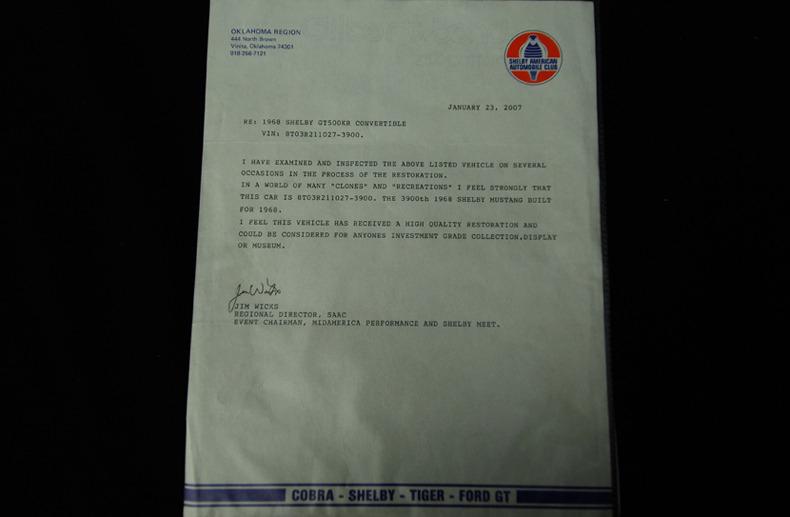 OKLAHOMA REGION
444 North Brown
Vinita, Oklahoma 74301
918-256-7121
SHELBY AMERICAN
AUTOMOBILE CLUB
JANUARY 23, 2007
RE: 1968 SHELBY GT500KR CONVERTIBLE
VIN: 8T03R211027-3900.
I HAVE EXAMINED AND INSPECTED THE ABOVE LISTED VEHICLE ON SEVERAL
OCCASIONS IN THE PROCESS OF THE RESTORATION.
IN A WORLD OF MANY "CLONES" AND "RECREATIONS" I FEEL STRONGLY THAT
THIS CAR IS 8T03R211027-3900. THE 3900th 1968 SHELBY MUSTANG BUILT
FOR 1968.
I FEEL THIS VEHICLE HAS RECEIVED A HIGH QUALITY RESTORATION AND
COULD BE CONSIDERED FOR ANYONES INVESTMENT GRADE COLLECTION,DISPLAY
OR MUSEUM.
Jim Wicks
JIM WICKS
REGIONAL DIRECTOR, SAAC
EVENT CHAIRMAN, MIDAMERICA PERFORMANCE AND SHELBY MEET.
COBRA - SHELBY - TIGER - FORD GT